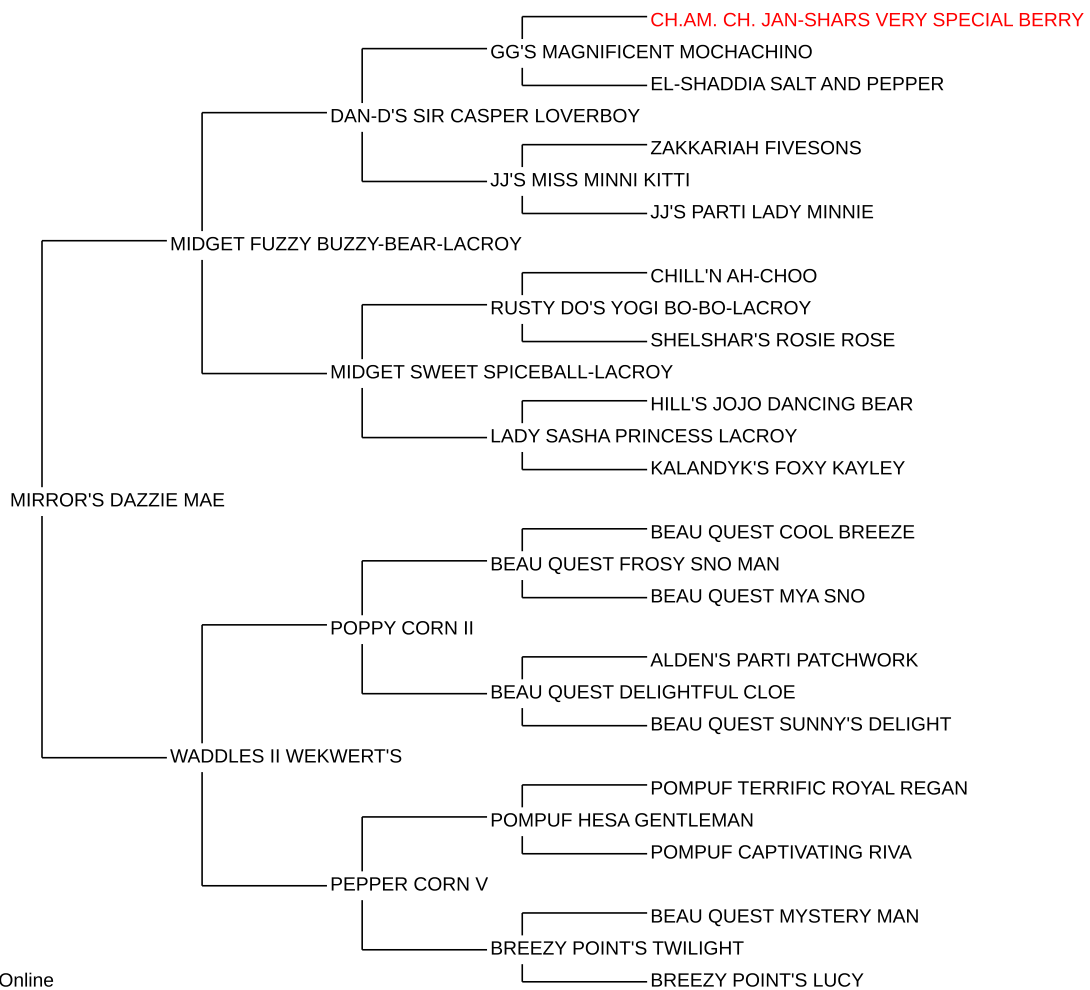 CH.AM. CH. JAN-SHARS VERY SPECIAL BERRY
GG'S MAGNIFICENT MOCHACHINO
EL-SHADDIA SALT AND PEPPER
DAN-D'S SIR CASPER LOVERBOY
ZAKKARIAH FIVESONS
JJ'S MISS MINNI KITTI
JJ'S PARTI LADY MINNIE
MIDGET FUZZY BUZZY-BEAR-LACROY
CHILL'N AH-CHOO
RUSTY DO'S YOGI BO-BO-LACROY
SHELSHAR'S ROSIE ROSE
MIDGET SWEET SPICEBALL-LACROY
HILL'S JOJO DANCING BEAR
LADY SASHA PRINCESS LACROY
KALANDYK'S FOXY KAYLEY
MIRROR'S DAZZIE MAE
BEAU QUEST COOL BREEZE
BEAU QUEST FROSY SNO MAN
BEAU QUEST MYA SNO
POPPY CORN II
ALDEN'S PARTI PATCHWORK
BEAU QUEST DELIGHTFUL CLOE
BEAU QUEST SUNNY'S DELIGHT
WADDLES II WEKWERT'S
POMPUF TERRIFIC ROYAL REGAN
POMPUF HESA GENTLEMAN
POMPUF CAPTIVATING RIVA
PEPPER CORN V
BEAU QUEST MYSTERY MAN
BREEZY POINT'S TWILIGHT
BREEZY POINT'S LUCY
Online